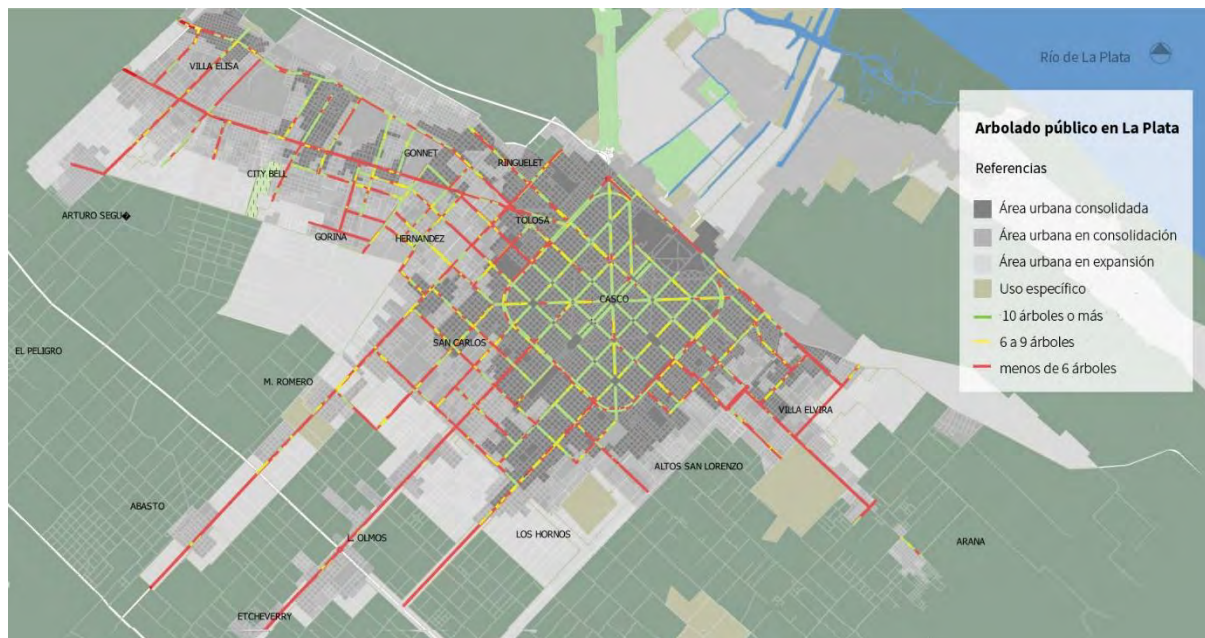 Río de La Plata
Arbolado público en La Plata
Referencias
Área urbana consolidada
Área urbana en consolidación
Área urbana en expansión
Uso específico
10 árboles o más
6 a 9 árboles
menos de 6 árboles
VILLA ELISA
GONNET
RINGUELET
CITY BELL
ARTURO SEGU�
TOLOSA
GORINA
HERNANDEZ
CASCO
SAN CARLOS
EL PELIGRO
M. ROMERO
VILLA ELVIRA
ALTOS SAN LORENZO
ABASTO
LOS HORNOS
L. OLMOS
ARANA
ETCHEVERRY